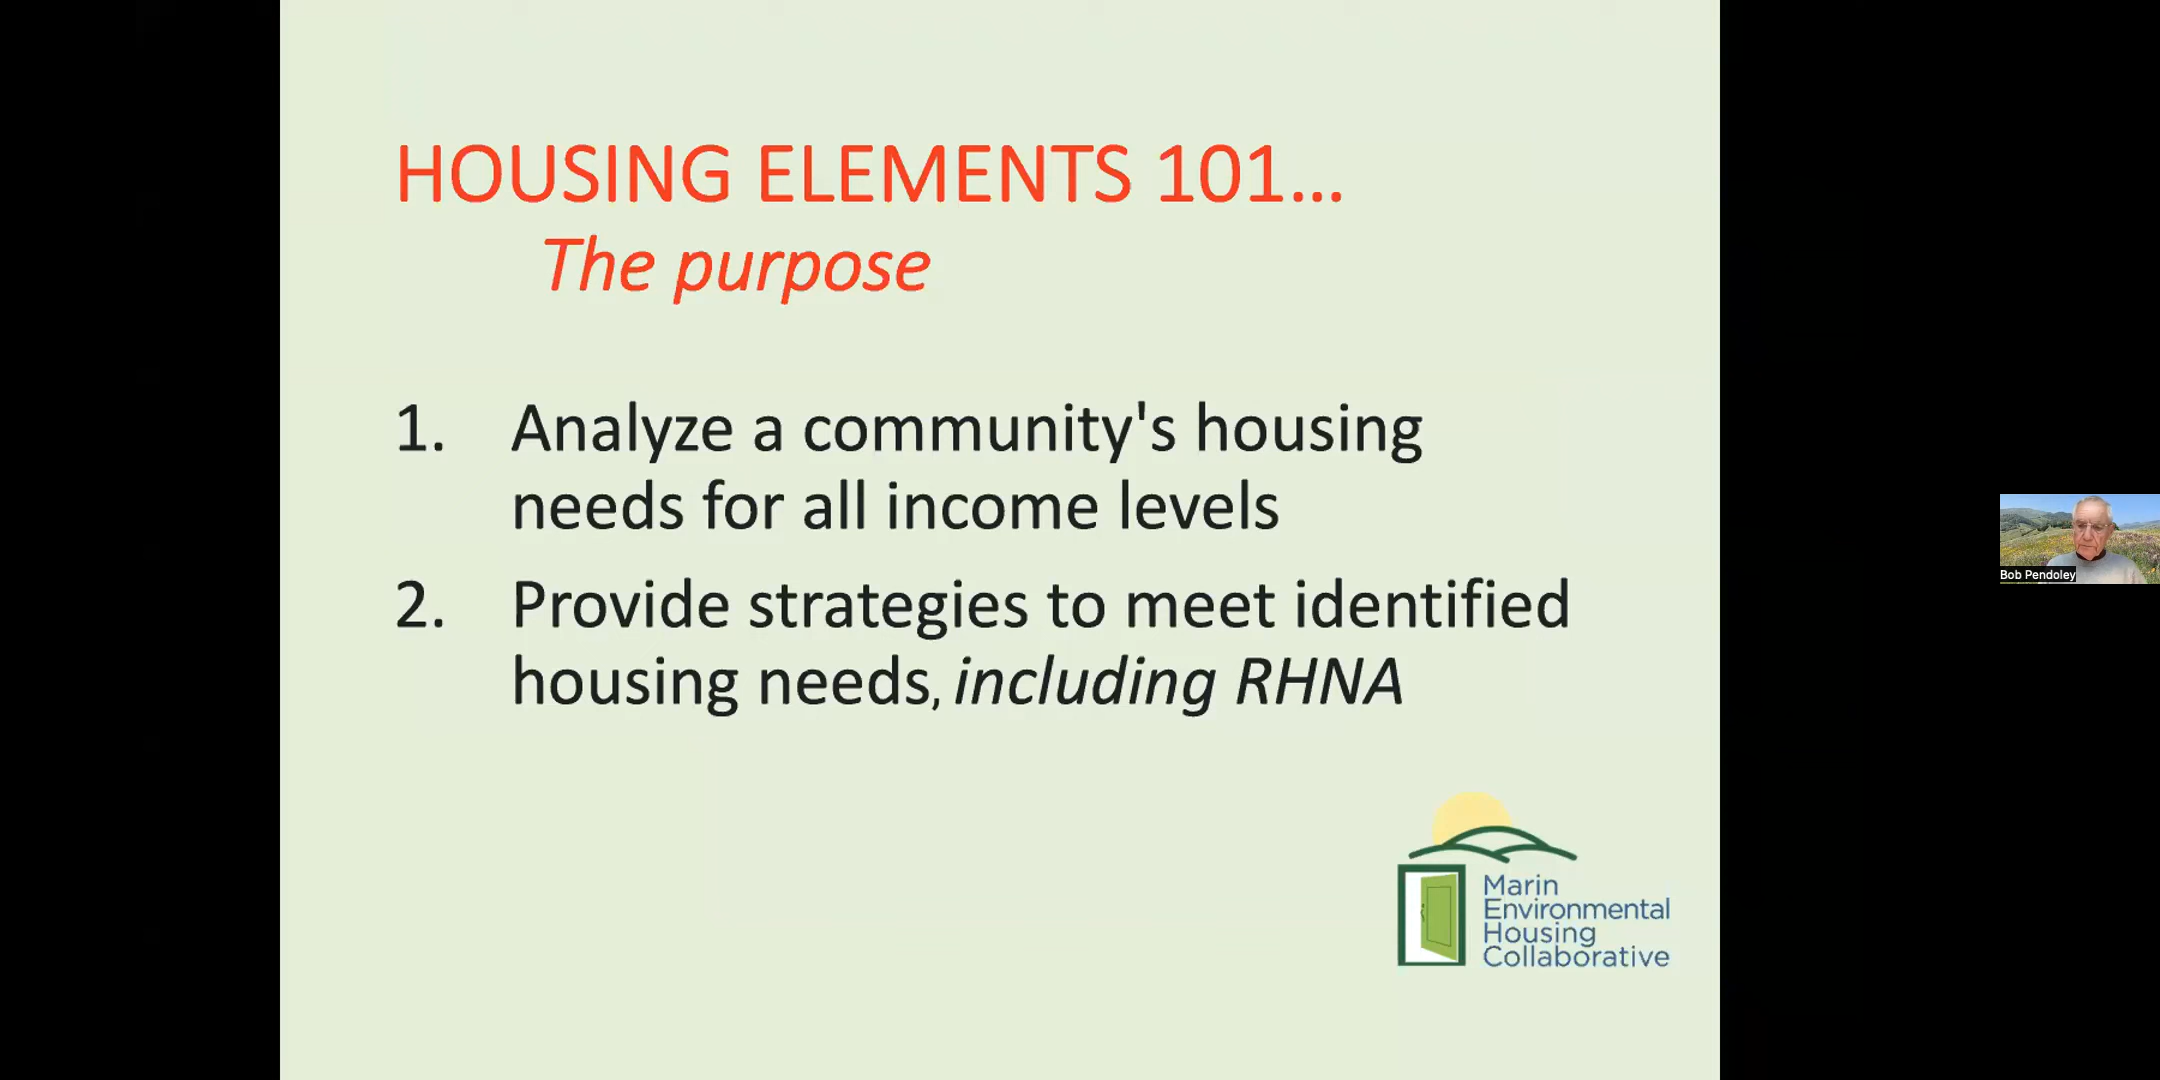 HOUSING ELEMENTS 101...
The purpose
1. Analyze a community's housing
needs for all income levels
2. Provide strategies to meet identified
housing needs, including RHNA
Marin
Environmental
Housing
Collaborative
Bob Pendoley